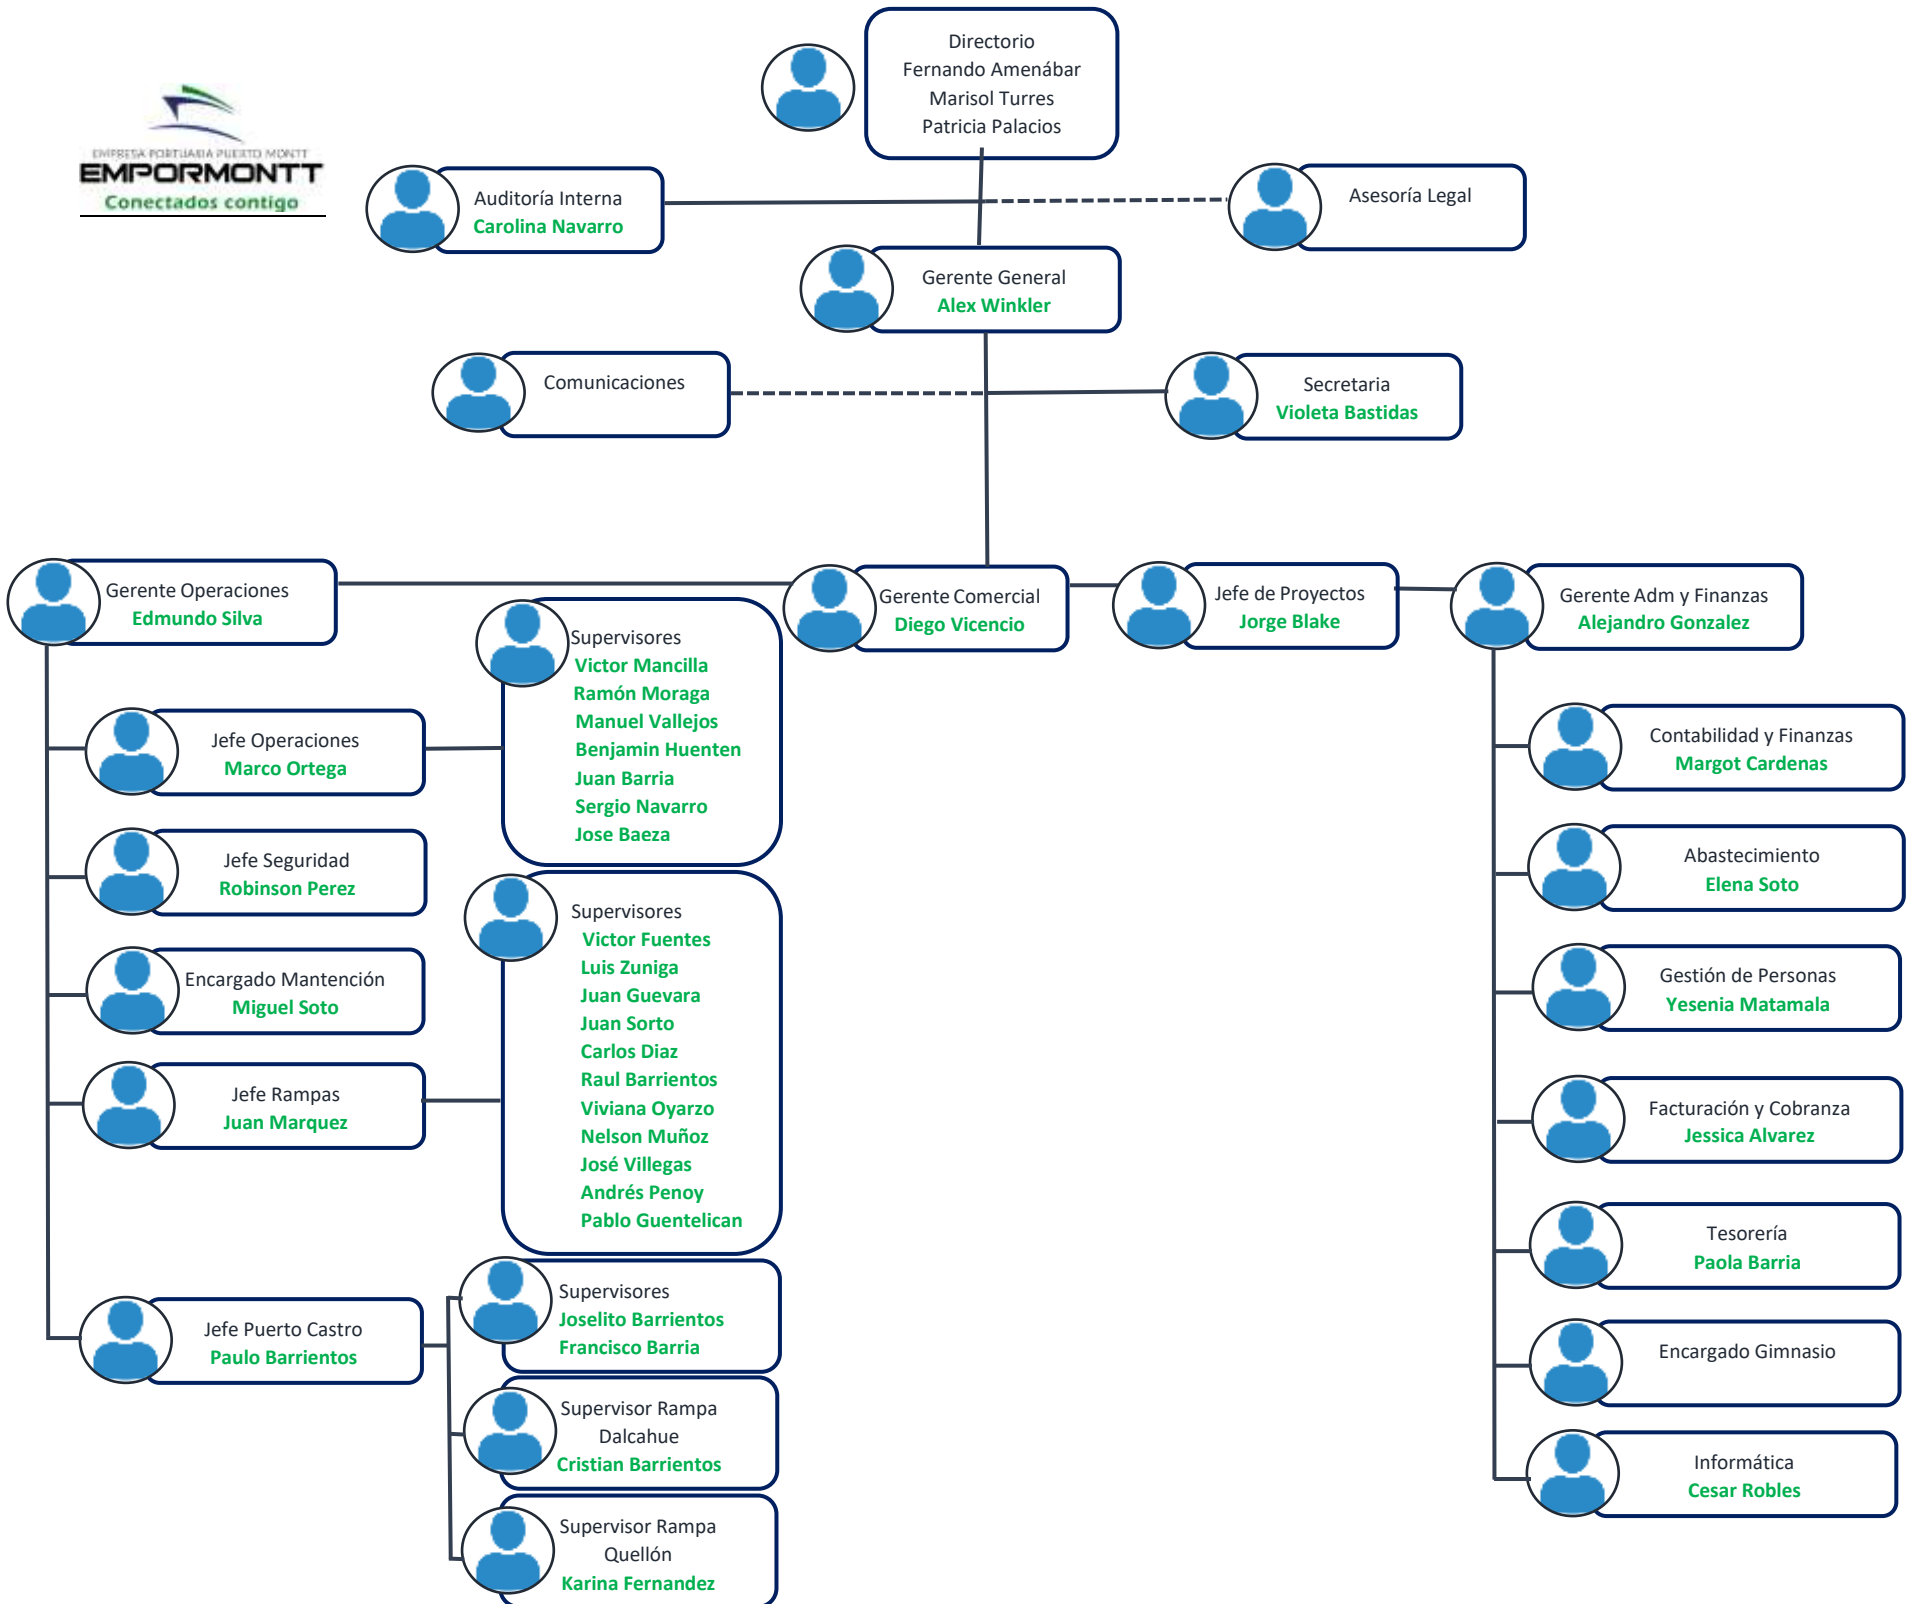 Directorio
Fernando Amenábar
Marisol Turres
Patricia Palacios
EMPRESA PORTUARIA PUERTO MONTT
EMPORMONTT
Conectados contigo
Auditoría Interna
Carolina Navarro
Asesoría Legal
Gerente General
Alex Winkler
Comunicaciones
Secretaria
Violeta Bastidas
Gerente Operaciones
Edmundo Silva
Gerente Comercial
Diego Vicencio
Jefe de Proyectos
Jorge Blake
Gerente Adm y Finanzas
Alejandro Gonzalez
Jefe Operaciones
Marco Ortega
Supervisores
Victor Mancilla
Ramón Moraga
Manuel Vallejos
Benjamin Huenten
Juan Barria
Sergio Navarro
Jose Baeza
Jefe Seguridad
Robinson Perez
Encargado Mantención
Miguel Soto
Jefe Rampas
Juan Marquez
Supervisores
Victor Fuentes
Luis Zuniga
Juan Guevara
Juan Sorto
Carlos Diaz
Raul Barrientos
Viviana Oyarzo
Nelson Muñoz
José Villegas
Andrés Penoy
Pablo Guentelican
Jefe Puerto Castro
Paulo Barrientos
Supervisores
Joselito Barrientos
Francisco Barria
Supervisor Rampa
Dalcahue
Cristian Barrientos
Supervisor Rampa
Quellón
Karina Fernandez
Contabilidad y Finanzas
Margot Cardenas
Abastecimiento
Elena Soto
Gestión de Personas
Yesenia Matamala
Facturación y Cobranza
Jessica Alvarez
Tesorería
Paola Barria
Encargado Gimnasio
Informática
Cesar Robles